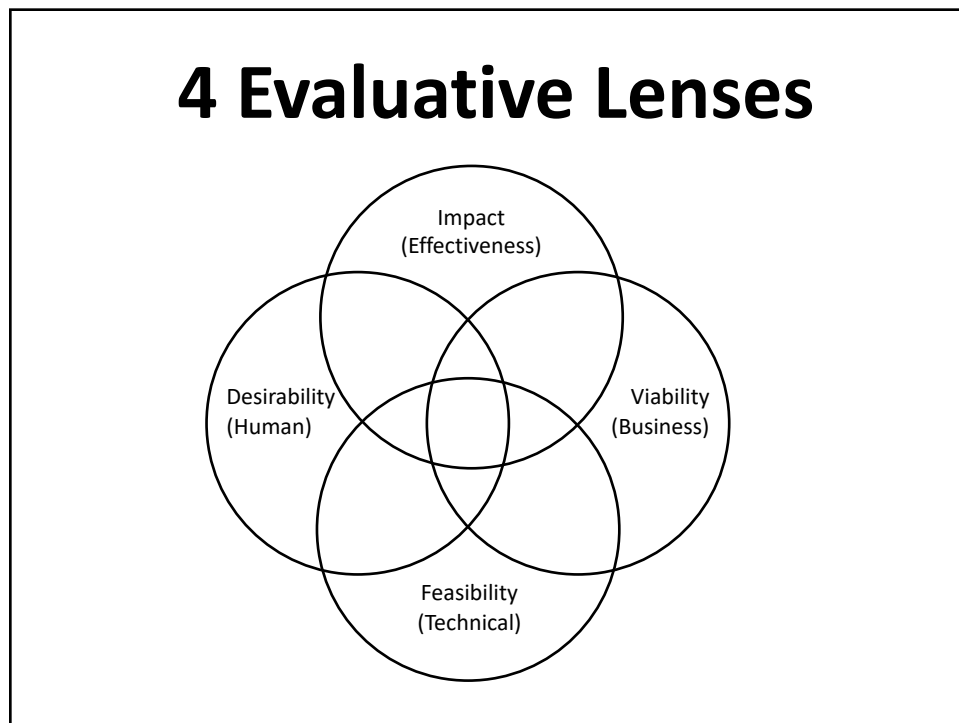 4 Evaluative Lenses
Impact
(Effectiveness)
Desirability
(Human)
Viability
(Business)
Feasibility
(Technical)